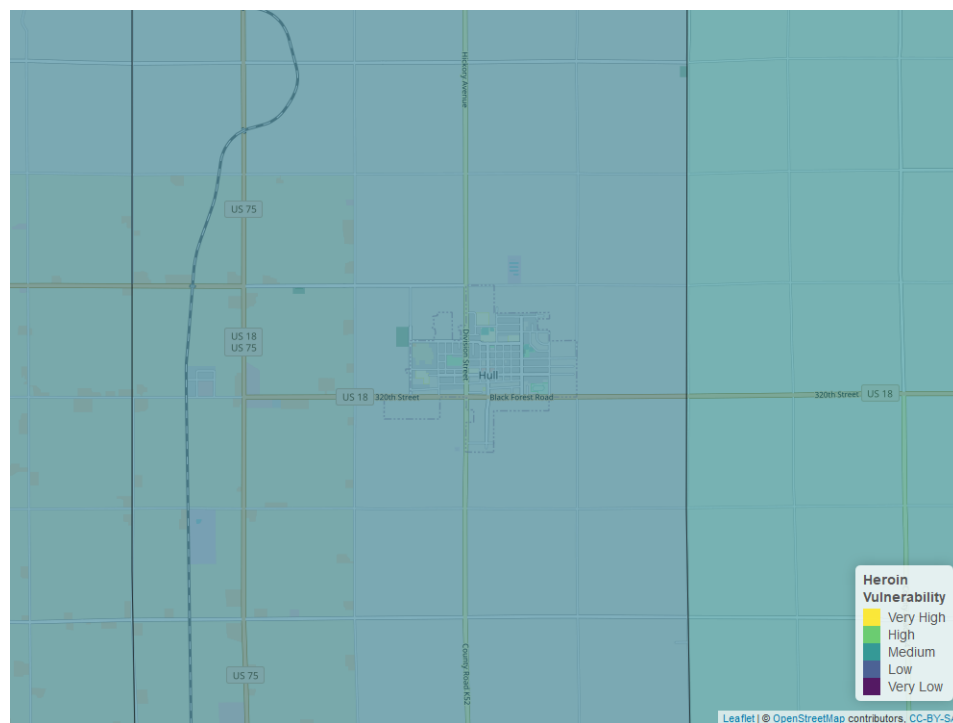 Hickory Avenue
US 75
US 18
US 75
Division Street
Hull
US 18
320th Street
Black Forest Road
320th Street
US 18
County Road K52
US 75
Heroin
Vulnerability
Very High
High
Medium
Low
Very Low
Leaflet | © OpenStreetMap contributors, CC-BY-SA